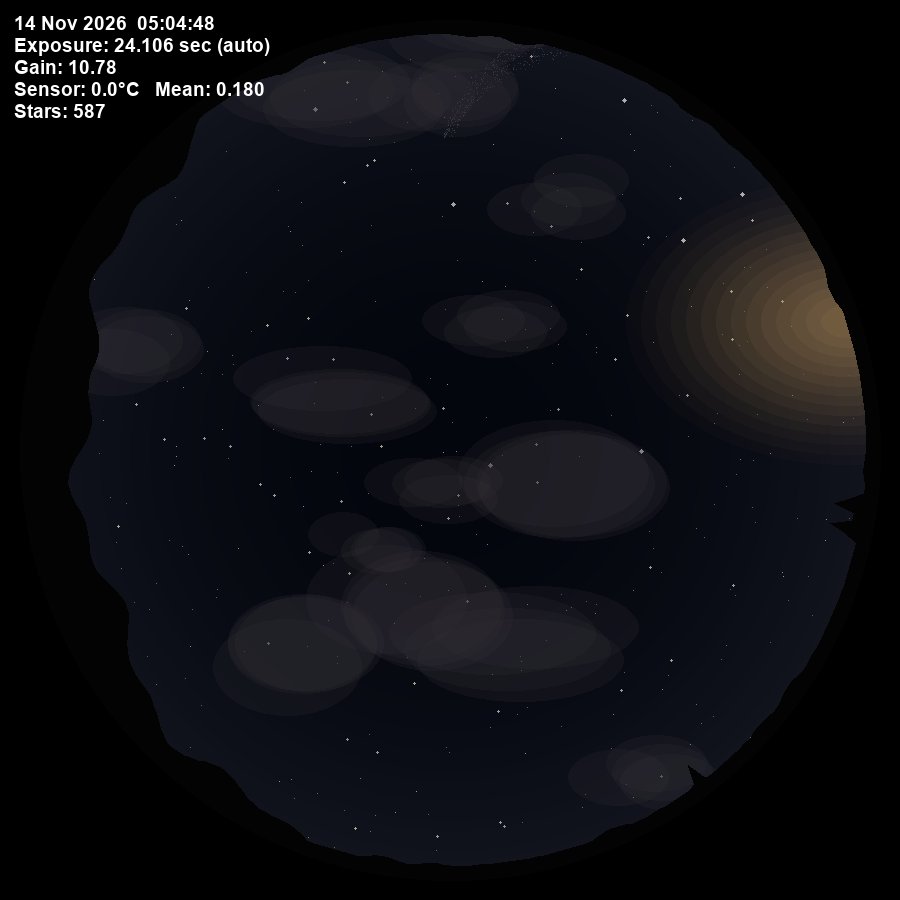 14 Nov 2026  05:04:48
Exposure: 24.106 sec (auto)
Gain: 10.78
Sensor: 0.0°C   Mean: 0.180
Stars: 587